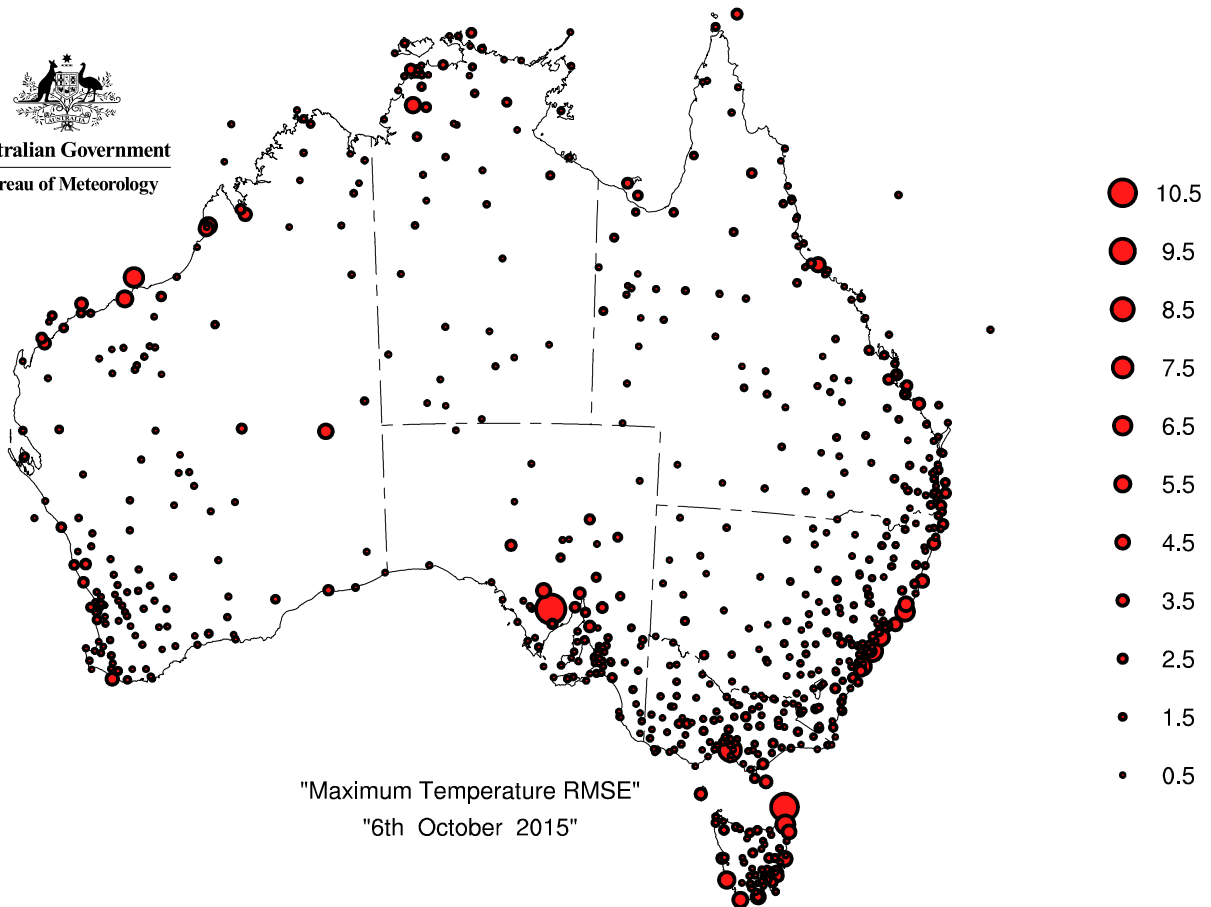 AUSTRALIA
tralian Government
reau of Meteorology
10.5
9.5
8.5
7.5
6.5
5.5
4.5
3.5
2.5
1.5
0.5
"Maximum Temperature RMSE"
"6th October 2015"